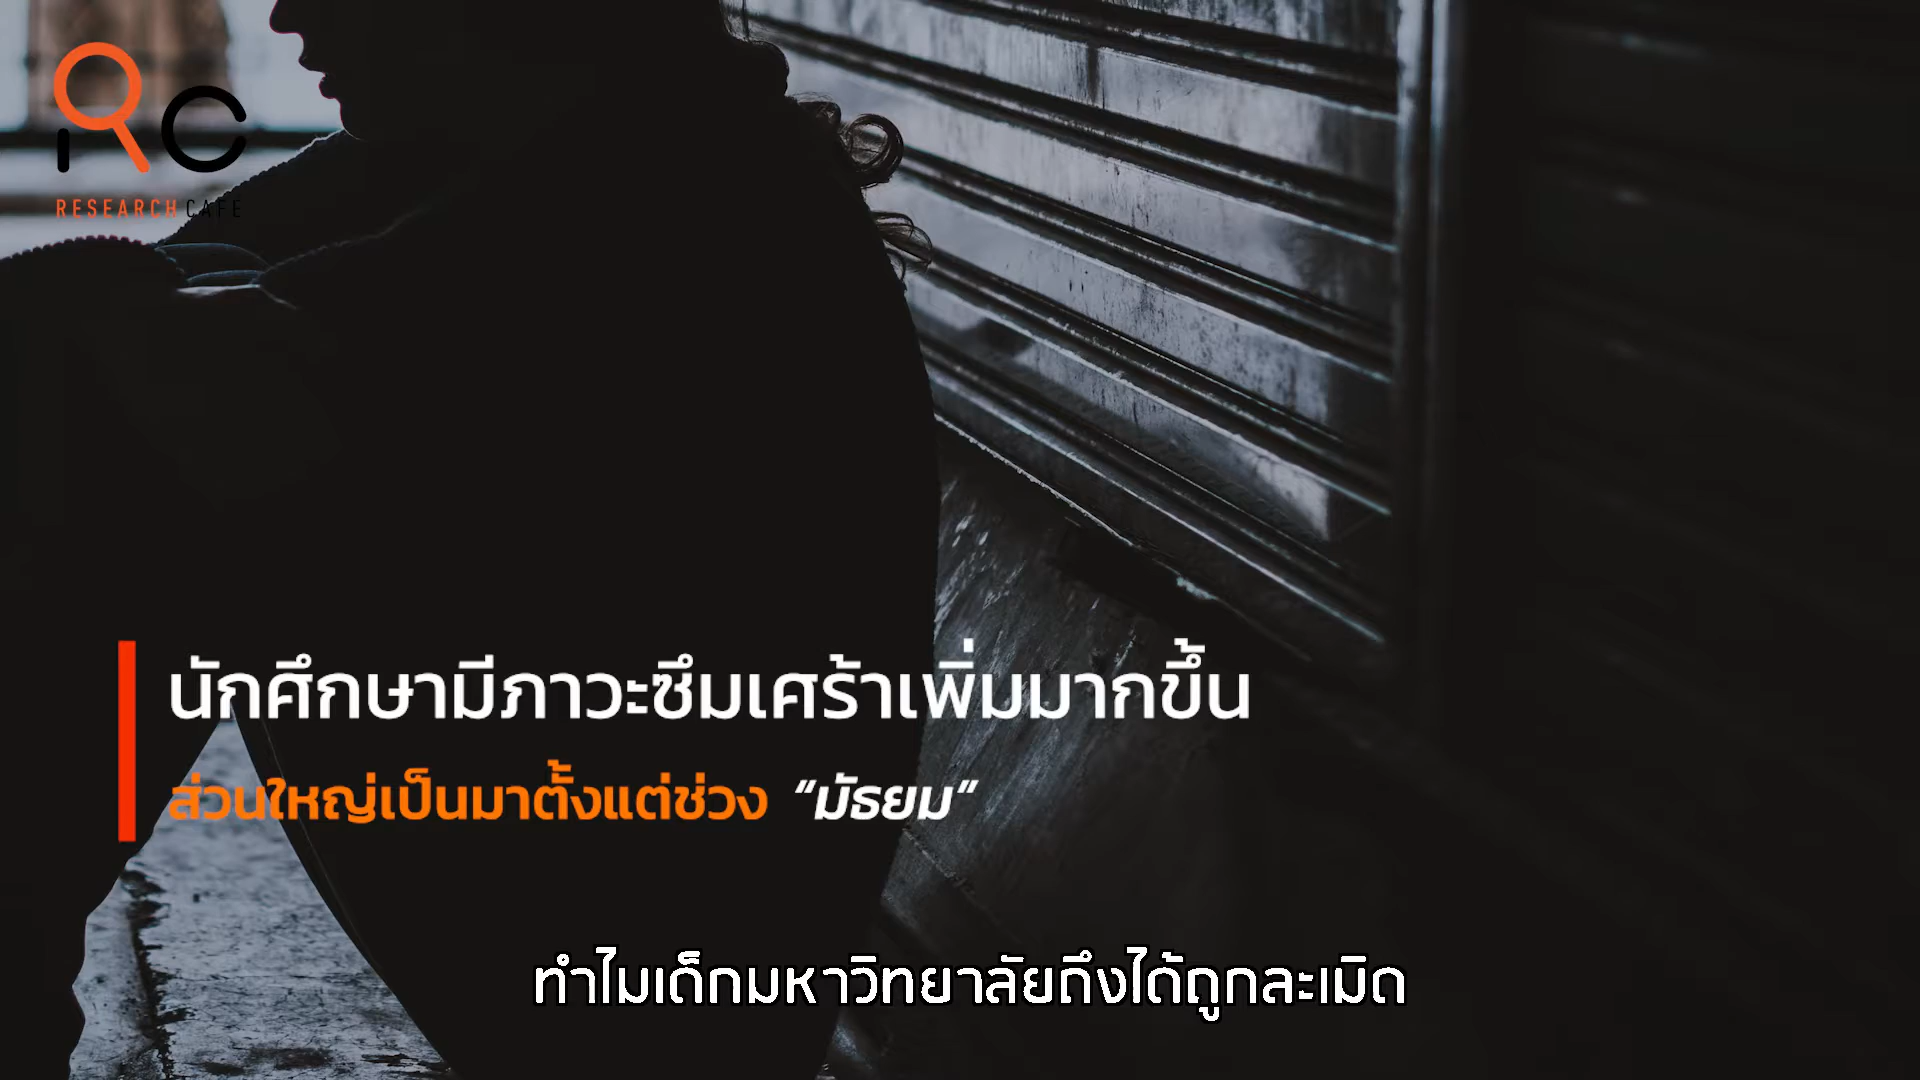 RC
RESEARCH CAFE
นักศึกษามีภาวะซึมเศร้าเพิ่มมากขึ้น
ส่วนใหญ่เป็นมาตั้งแต่ช่วง “มัธยม”
ทำไมเด็กมหาวิทยาลัยถึงได้ถูกละเมิด